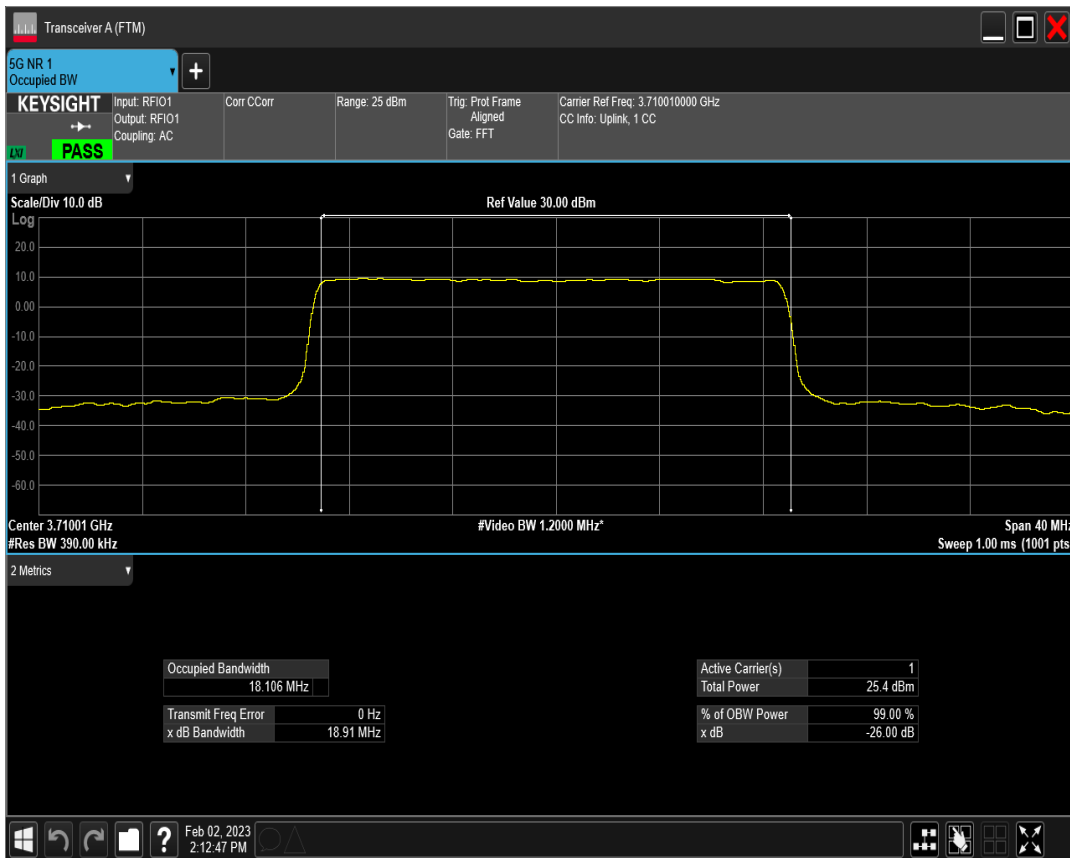 Transceiver A (FTM)
5G NR 1
Occupied BW
+
KEYSIGHT
LXI
PASS
Input: RFIO1
Output: RFIO1
Coupling: AC
Corr CCorr
Range: 25 dBm
Trig: Prot Frame
Aligned
Gate: FFT
Carrier Ref Freq: 3.710010000 GHz
CC Info: Uplink, 1 CC
1 Graph
Scale/Div 10.0 dB
Ref Value 30.00 dBm
Log
20.0
10.0
0.00
-10.0
-20.0
-30.0
-40.0
-50.0
-60.0
Center 3.71001 GHz
#Video BW 1.2000 MHz*
Span 40 MHz
#Res BW 390.00 kHz
Sweep 1.00 ms (1001 pts
2 Metrics
Occupied Bandwidth
18.106 MHz
Transmit Freq Error 0 Hz
x dB Bandwidth 18.91 MHz
Active Carrier(s) 1
Total Power 25.4 dBm
% of OBW Power 99.00 %
x dB -26.00 dB
?
Feb 02, 2023
2:12:47 PM